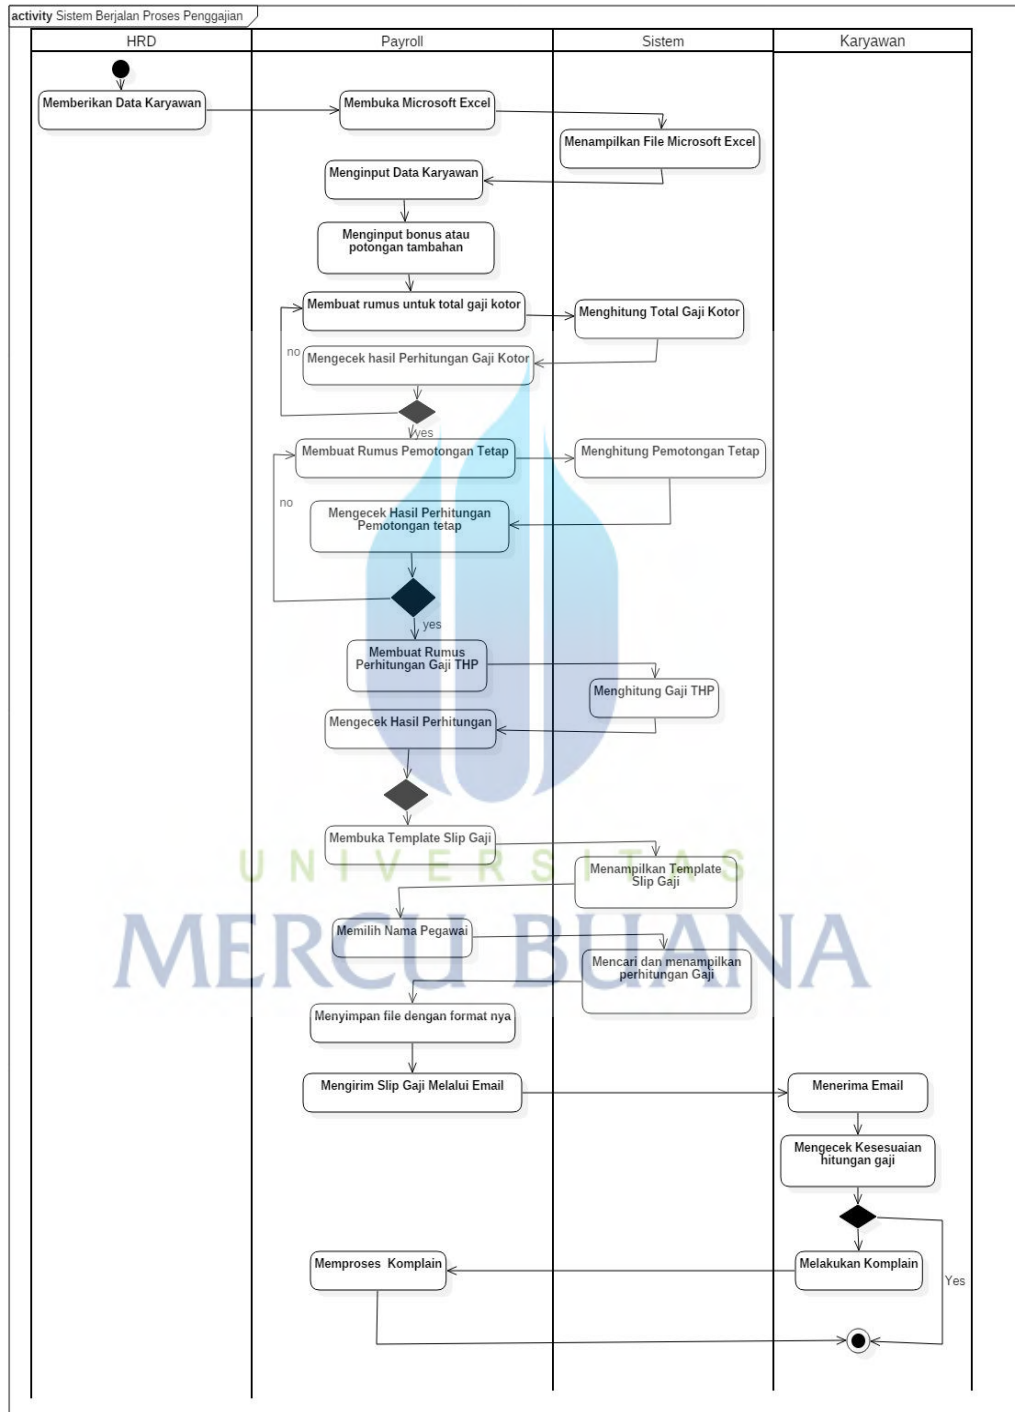 activity Sistem Berjalan Proses Penggajian
HRD
Payroll
Sistem
Karyawan
Memberikan Data Karyawan
Membuka Microsoft Excel
Menampilkan File Microsoft Excel
Menginput Data Karyawan
Menginput bonus atau
potongan tambahan
Membuat rumus untuk total gaji kotor
Menghitung Total Gaji Kotor
no
Mengecek hasil Perhitungan Gaji Kotor
yes
Membuat Rumus Pemotongan Tetap
Menghitung Pemotongan Tetap
no
Mengecek Hasil Perhitungan
Pemotongan tetap
yes
Membuat Rumus
Perhitungan Gaji THP
Menghitung Gaji THP
Mengecek Hasil Perhitungan
Membuka Template Slip Gaji
UNIVERSITAS
Menampilkan Template
Slip Gaji
MERCU BUANA
Memilih Nama Pegawai
Mencari dan menampilkan
perhitungan Gaji
Menyimpan file dengan format nya
Mengirim Slip Gaji Melalui Email
Menerima Email
Mengecek Kesesuaian
hitungan gaji
Memproses Komplain
Melakukan Komplain
Yes